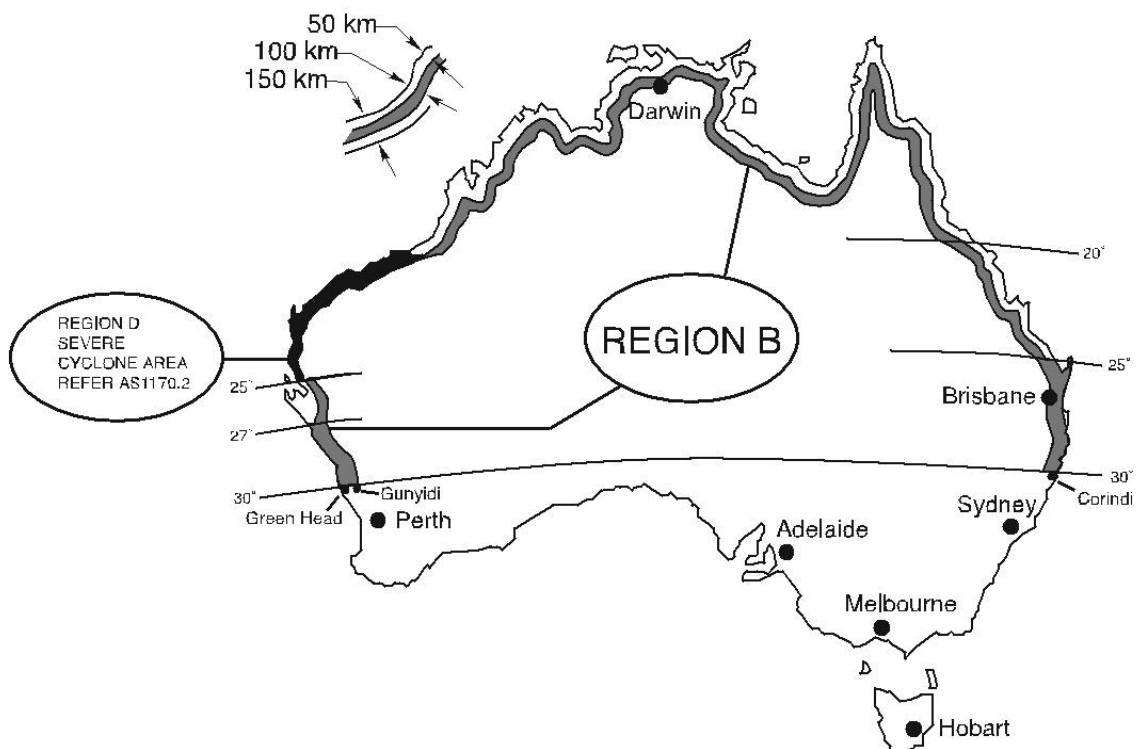 50 km
100 km
150 km
Darwin
20°
REGION B
REGION D
SEVERE
CYCLONE AREA
REFER AS1170.2
25°
25°
Brisbane
27°
30°
30°
Gunyidi
Green Head
Perth
Corindi
Sydney
Adelaide
Melbourne
Hobart